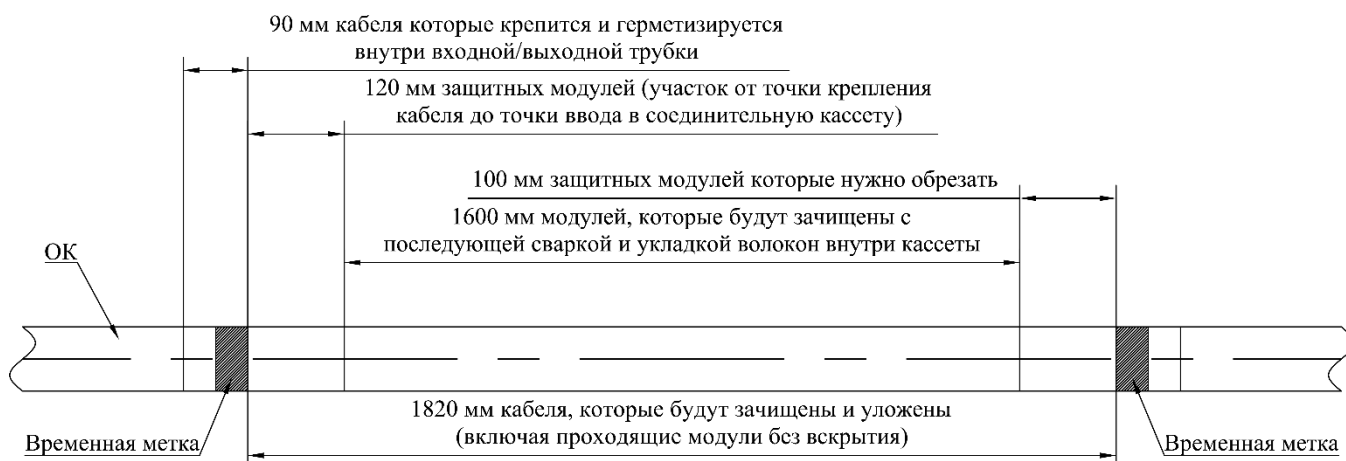 90 мм кабеля которые крепится и герметизируется
внутри входной/выходной трубки
120 мм защитных модулей (участок от точки крепления
кабеля до точки ввода в соединительную кассету)
100 мм защитных модулей которые нужно обрезать
1600 мм модулей, которые будут зачищены с
последующей сваркой и укладкой волокон внутри кассеты
ОК
1820 мм кабеля, которые будут зачищены и уложены
(включая проходящис модули без вскрытия)
Временная метка
Временная метка